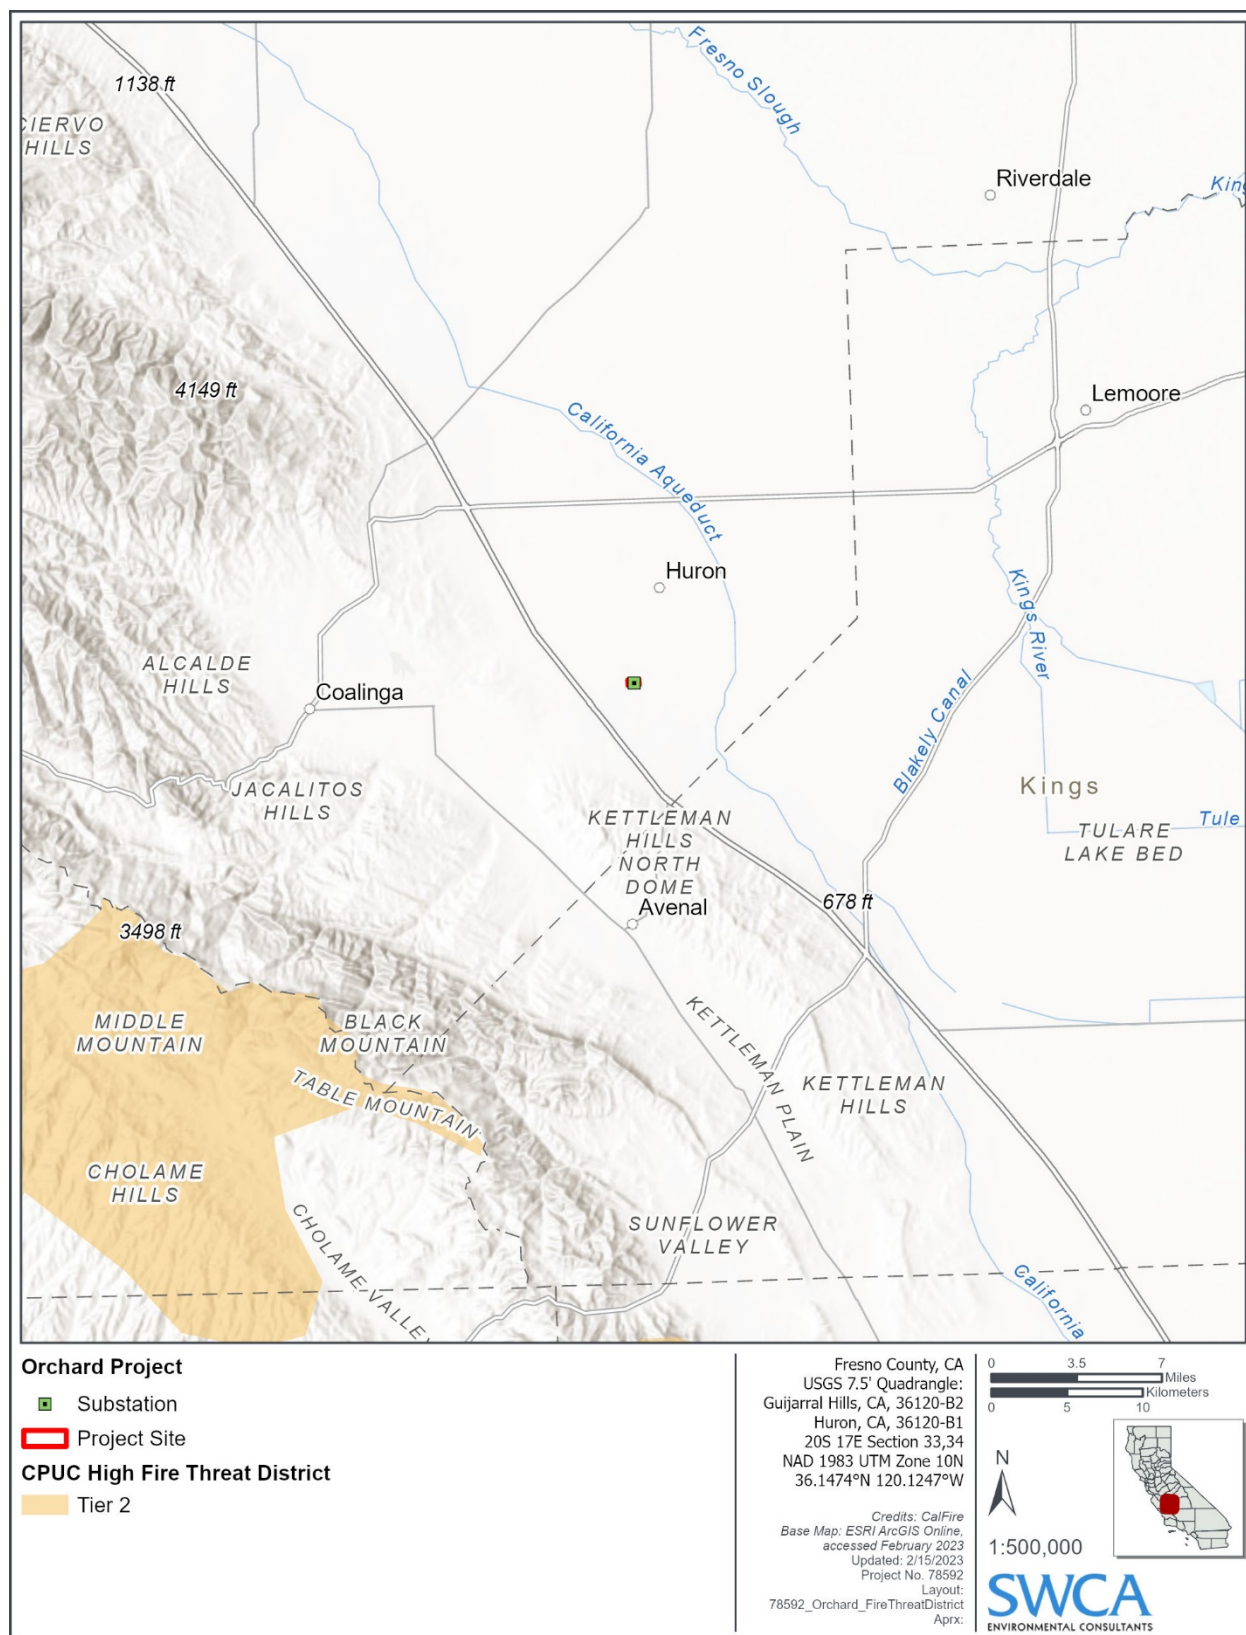 Fresno
Slough
1138 ft
CIERVO
HILLS
Riverdale
King
4149 ft
Lemoore
California Aqueduct
Huron
Kings River
ALCALDE
HILLS
Coalinga
Blakely Canal
JACALITOS
HILLS
Kings
KETTLEMAN
HILLS
NORTH
DOME
Tule
TULARE
LAKE BED
678 ft
Avenal
3498 ft
MIDDLE
MOUNTAIN
BLACK
MOUNTAIN
KETTLEMAN PLAIN
TABLE MOUNTAIN
KETTLEMAN
HILLS
CHOLAME
HILLS
CHOLAME VALLEY
SUNFLOWER
VALLEY
California
Orchard Project
Substation
Project Site
CPUC High Fire Threat District
Tier 2
Fresno County, CA
USGS 7.5' Quadrangle:
Guijarral Hills, CA, 36120-B2
Huron, CA, 36120-B1
20S 17E Section 33,34
NAD 1983 UTM Zone 10N
36.1474°N 120.1247°W
Credits: CalFire
Base Map: ESRI ArcGIS Online,
accessed February 2023
Updated: 2/15/2023
Project No. 78592
Layout:
78592_Orchard_FireThreatDistrict
Aprx:
0 3.5 7
Miles
Kilometers
0 5 10
N
1:500,000
SWCA
ENVIRONMENTAL CONSULTANTS